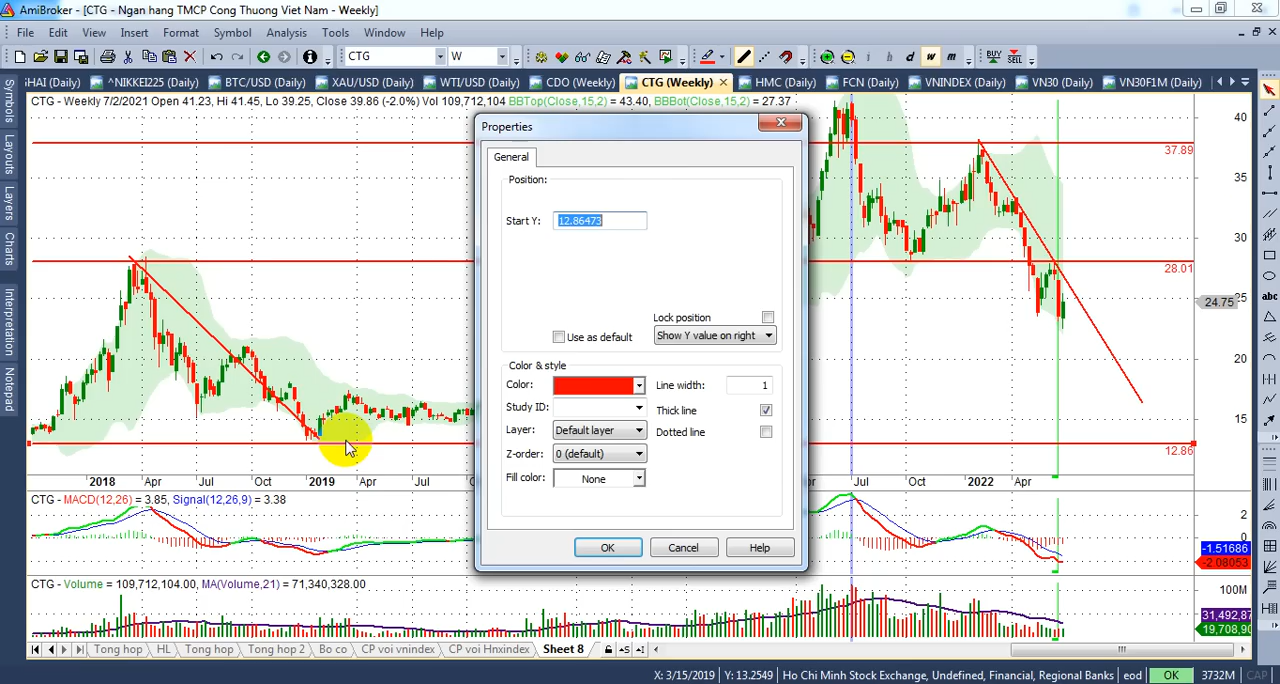 AmiBroker - [CTG - Ngan hang TMCP Cong Thuong Viet Nam - Weekly]
File Edit View Insert Format Symbol Analysis Tools Window Help
CTG W i h d w m BUY SELL
HAI (Daily) ^NIKKEI225 (Daily) BTC/USD (Daily) XAU/USD (Daily) WTI/USD (Daily) CDO (Weekly) CTG (Weekly) HMC (Daily) FCN (Daily) VNINDEX (Daily) VN30 (Daily) VN30F1M (Daily)
CTG - Weekly 7/2/2021 Open 41.23, Hi 41.45, Lo 39.25, Close 39.86 (-2.0%) Vol 109,712,104 BBTop(Close,15,2) = 43.40, BBBot(Close,15,2) = 27.37
Symbols
Layouts
Layers
Charts
Interpretation
Notepad
abc
40
37.89
35
30
28.01
24.75
25
20
15
12.86
Properties
General
Position:
Start Y: 12.86473
Lock position
Use as default Show Y value on right
Color & style
Color: Line width: 1
Study ID: Thick line
Layer: Default layer Dotted line
Z-order: 0 (default)
Fill color: None
OK Cancel Help
2018 Apr Jul Oct 2019 Apr Jul Jul Oct 2022 Apr
CTG - MACD(12,26) = 3.85, Signal(12,26,9) = 3.38
2
0
-1.51686
-2.08053
CTG - Volume = 109,712,104.00, MA(Volume,21) = 71,340,328.00
100M
31,492,87
19,708,90
Tong hop HL Tong hop Tong hop 2 Bo co CP voi vnindex CP voi Hnxindex Sheet 8
X: 3/15/2019 Y: 13.2549 Ho Chi Minh Stock Exchange, Undefined, Financial, Regional Banks eod OK 3732M CAP